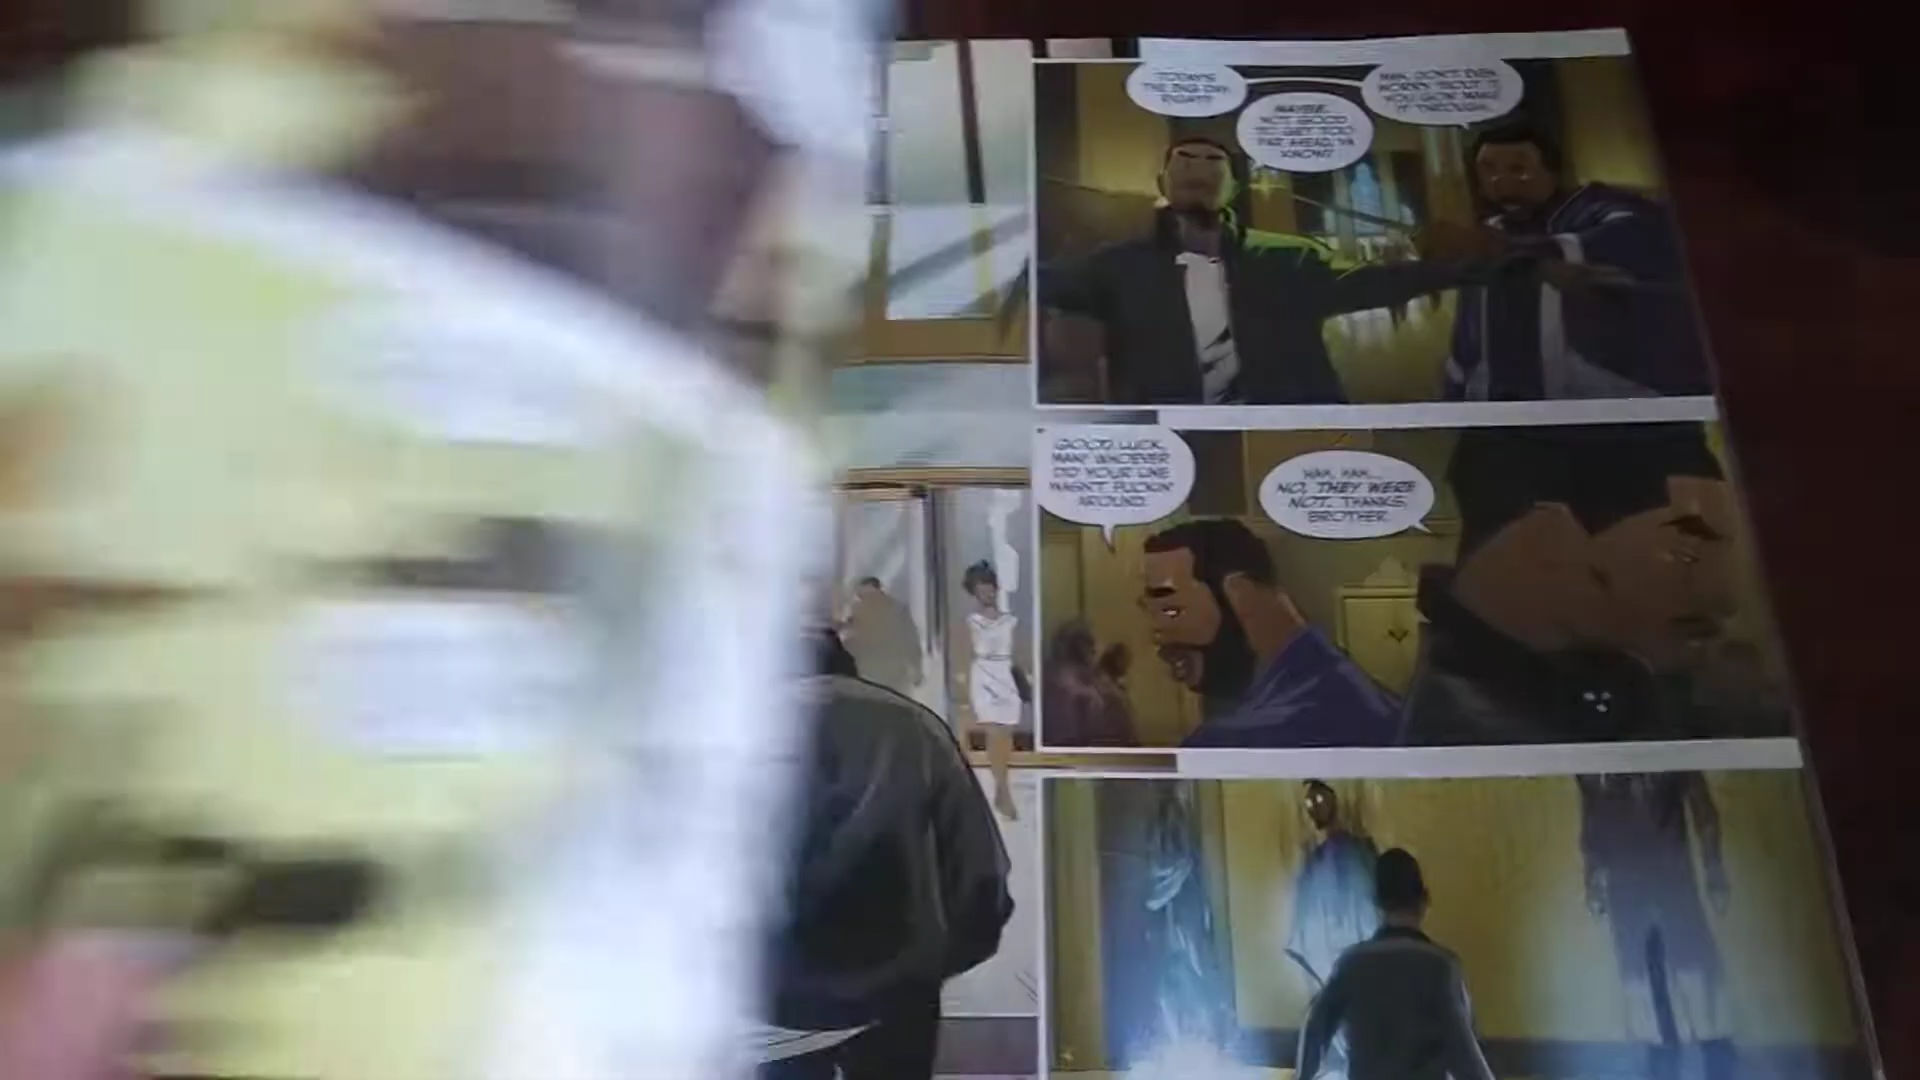 TODAY'S
THE BIG DAY,
RIGHT?
MAYBE.
NOT GOOD
TO GET TOO
FAR AHEAD, YA
KNOW?
MAN, DON'T EVEN
WORRY 'BOUT IT.
YOU GON' MAKE
IT THROUGH.
GOOD LUCK,
MAN! WHOEVER
DID YOUR LINE
WASN'T FUCKIN'
AROUND.
HAH, HAH...
NO, THEY WERE
NOT. THANKS,
BROTHER.